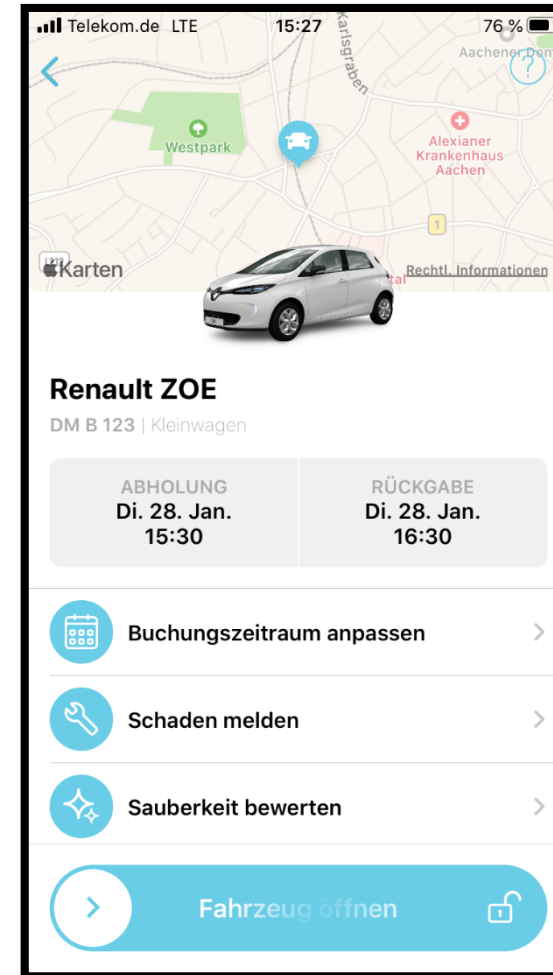 Telekom.de LTE 15:27 76 %
Karlsgraben
Aachener Dom
?
Westpark
Alexianer
Krankenhaus
Aachen
1
Karten
Rechtl. Informationen
Renault ZOE
DM B 123 | Kleinwagen
ABHOLUNG
Di. 28. Jan.
15:30
RÜCKGABE
Di. 28. Jan.
16:30
Buchungszeitraum anpassen
Schaden melden
Sauberkeit bewerten
Fahrzeug öffnen